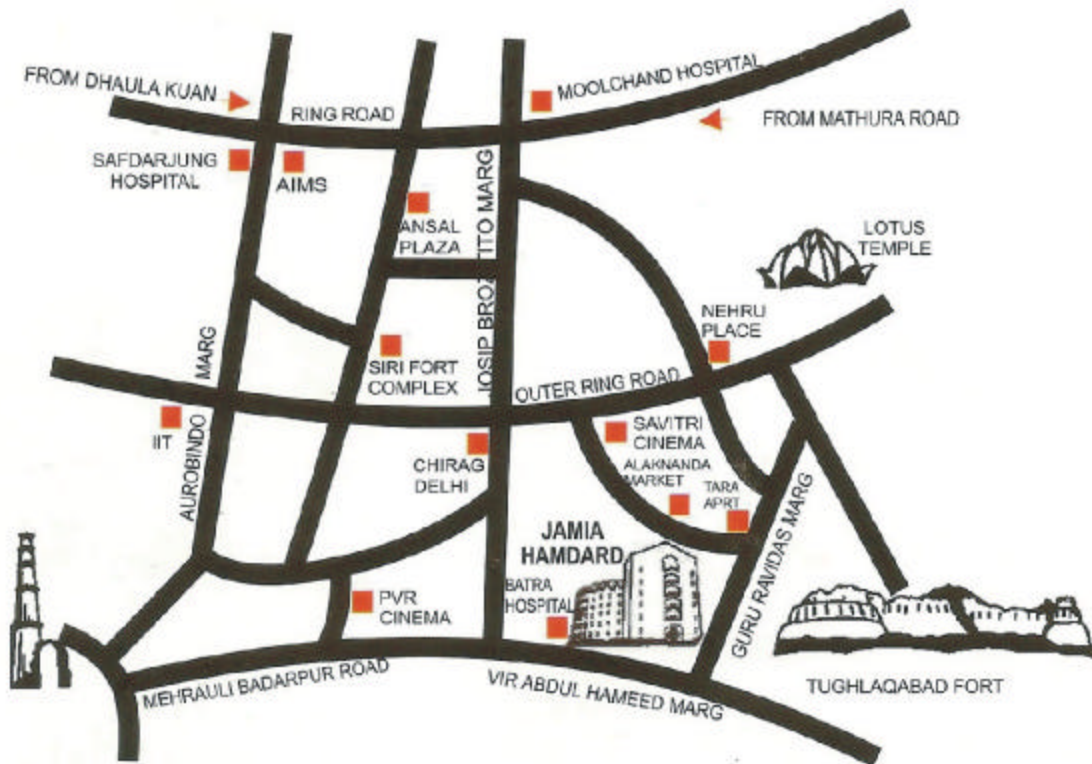 FROM DHAULA KUAN
MOOLCHAND HOSPITAL
RING ROAD
FROM MATHURA ROAD
SAFDARJUNG
HOSPITAL
AIMS
ANSAL
PLAZA
JOSIP BROZ TITO MARG
LOTUS
TEMPLE
NEHRU
PLACE
SIRI FORT
COMPLEX
OUTER RING ROAD
AUROBINDO MARG
IIT
CHIRAG
DELHI
SAVITRI
CINEMA
ALAKNANDA
MARKET
TARA
APRT
JAMIA
HAMDARD
GURU RAVIDAS MARG
BATRA
HOSPITAL
PVR
CINEMA
MEHRAULI BADARPUR ROAD
VIR ABDUL HAMEED MARG
TUGHLAQABAD FORT